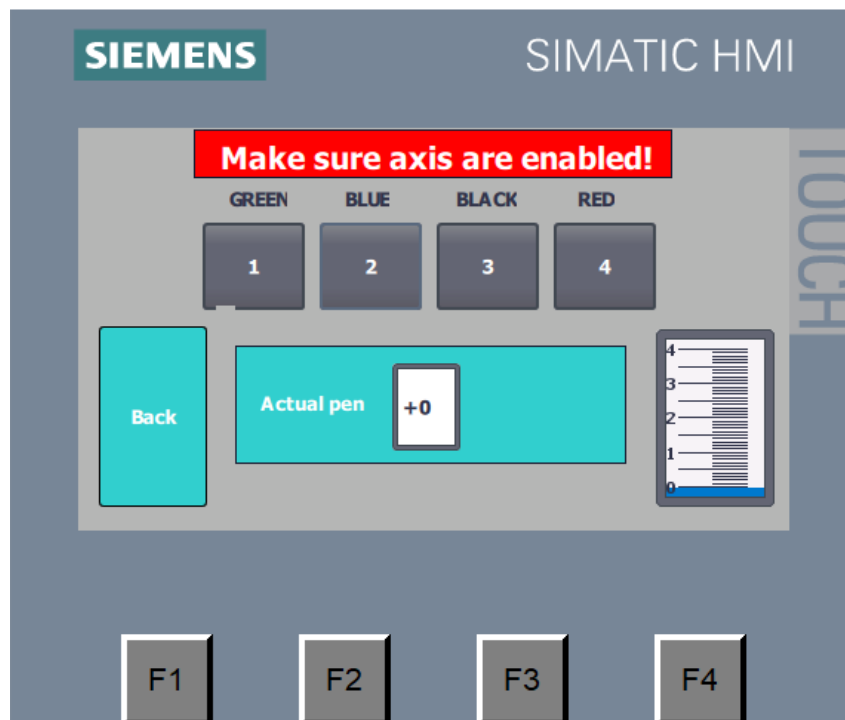 SIEMENS
SIMATIC HMI
TOUCH
Make sure axis are enabled!
GREEN BLUE BLACK RED
1 2 3 4
Back
Actual pen +0
4
3
2
1
0
F1 F2 F3 F4